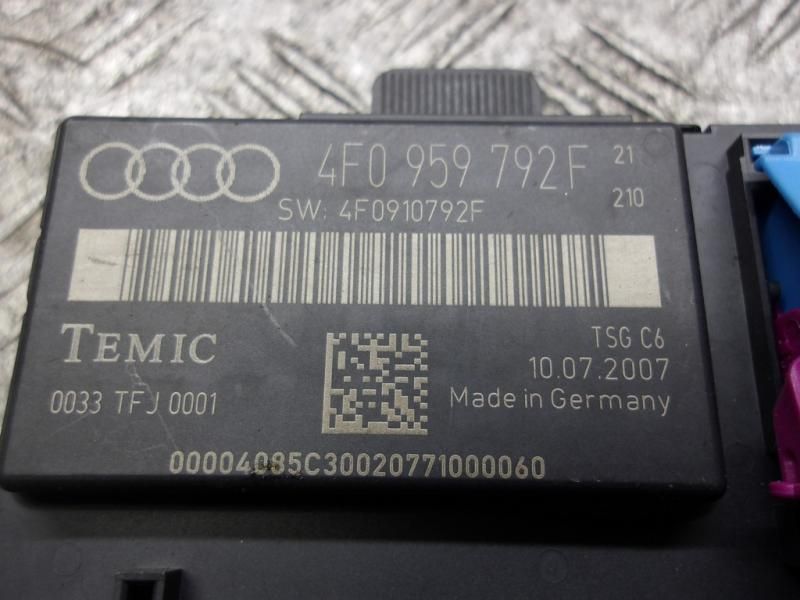 4F0 959 792F 21
SW: 4F0910792F 210
TEMIC
TSG C6
10.07.2007
0033 TFJ 0001
Made in Germany
00004085C30020771000060